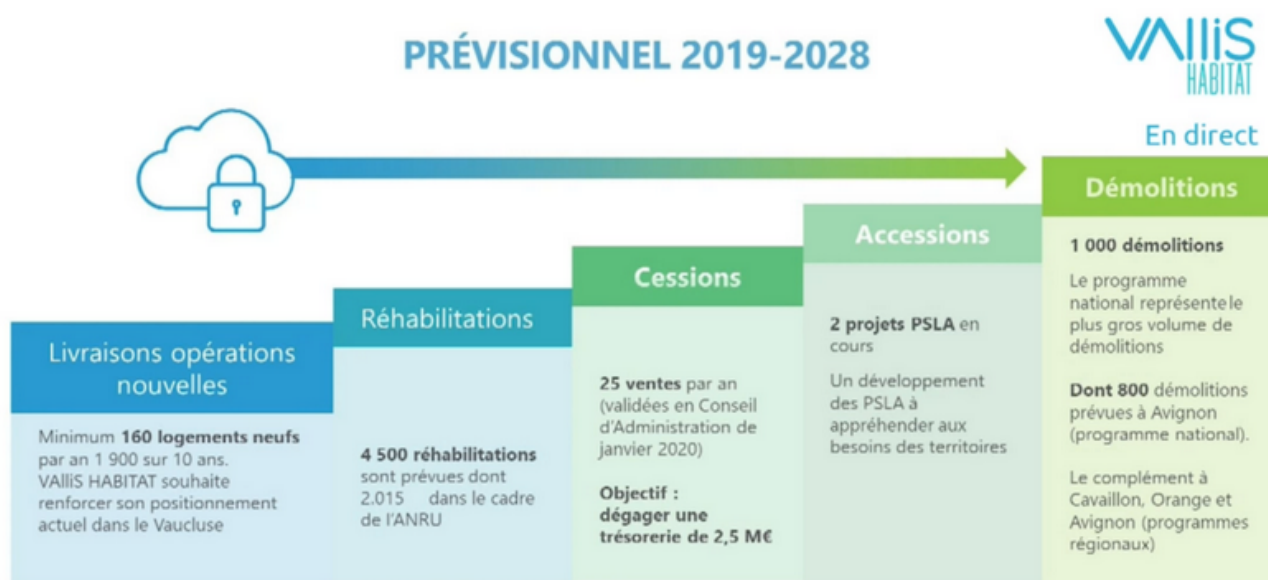 PRÉVISIONNEL 2019-2028
VAlliS
HABITAT
En direct
Livraisons opérations
nouvelles
Minimum 160 logements neufs
par an 1 900 sur 10 ans.
VAlliS HABITAT souhaite
renforcer son positionnement
actuel dans le Vaucluse
Réhabilitations
4 500 réhabilitations
sont prévues dont
2.015 dans le cadre
de l'ANRU
Cessions
25 ventes par an
(validées en Conseil
d'Administration de
janvier 2020)
Objectif :
dégager une
trésorerie de 2,5 M€
Accessions
2 projets PSLA en
cours
Un développement
des PSLA à
appréhender aux
besoins des territoires
Démolitions
1 000 démolitions
Le programme
national représente le
plus gros volume de
démolitions
Dont 800 démolitions
prévues à Avignon
(programme national).
Le complément à
Cavaillon, Orange et
Avignon (programmes
régionaux)